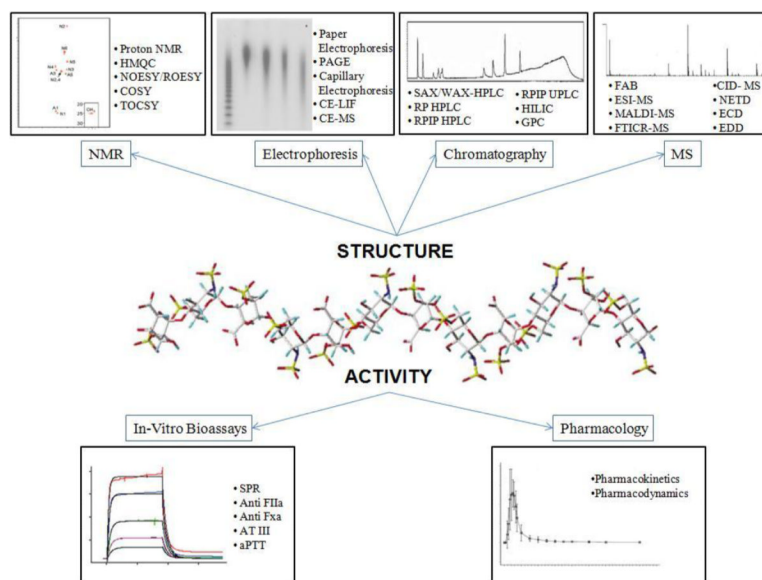 • Proton NMR
• HMQC
• NOESY/ROESY
• COSY
• TOCSY
• Paper
Electrophoresis
• PAGE
• Capillary
Electrophoresis
• CE-LIF
• CE-MS
• SAX/WAX-HPLC
• RP HPLC
• RPIP HPLC
• RPIP UPLC
• HILIC
• GPC
• FAB
• ESI-MS
• MALDI-MS
• FTICR-MS
• CID- MS
• NETD
• ECD
• EDD
NMR
Electrophoresis
Chromatography
MS
STRUCTURE
ACTIVITY
In-Vitro Bioassays
Pharmacology
• SPR
• Anti FIIa
• Anti Fxa
• AT III
• aPTT
•Pharmacokinetics
•Pharmacodynamics